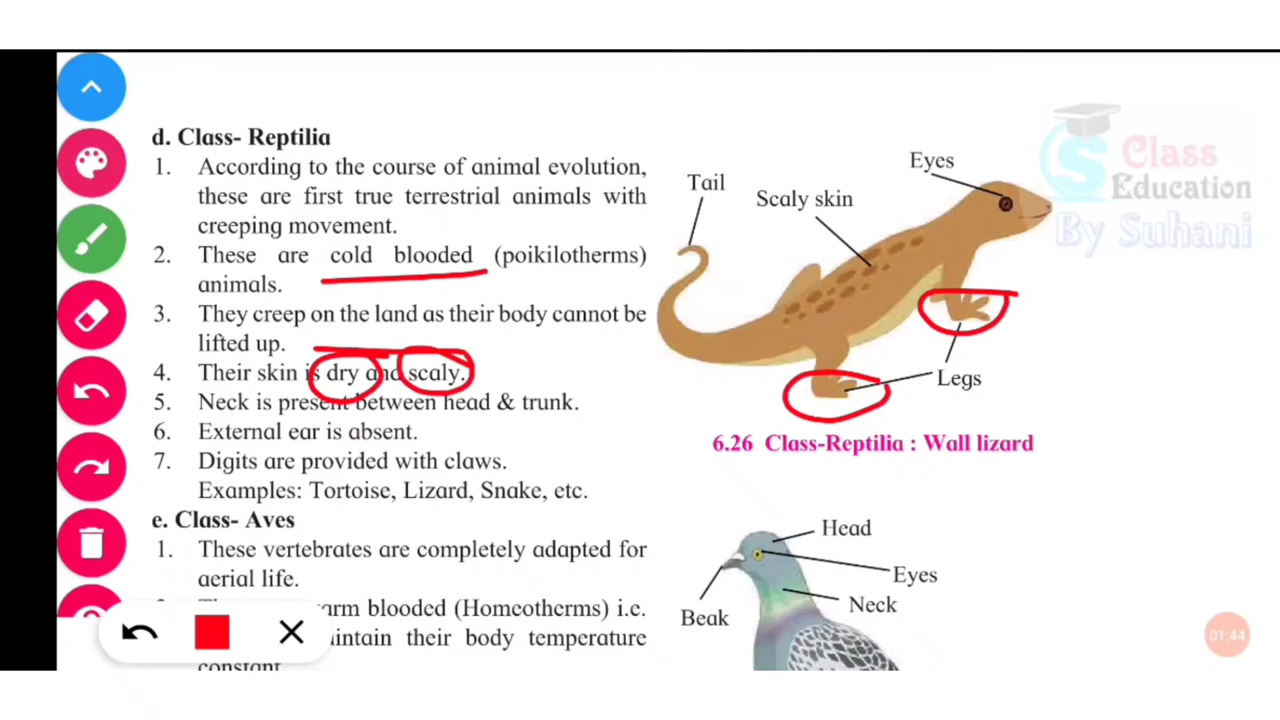 d. Class- Reptilia
1. According to the course of animal evolution,
these are first true terrestrial animals with
creeping movement.
2. These are cold blooded (poikilotherms)
animals.
3. They creep on the land as their body cannot be
lifted up.
4. Their skin is dry and scaly.
5. Neck is present between head & trunk.
6. External ear is absent.
7. Digits are provided with claws.
Examples: Tortoise, Lizard, Snake, etc.
e. Class- Aves
1. These vertebrates are completely adapted for
aerial life.
blooded (Homeotherms) i.e.
their body temperature
constant
Tail
Scaly skin
Eyes
Legs
6.26 Class-Reptilia : Wall lizard
Head
Eyes
Neck
Beak
S Class
Education
By Suhani
01:44